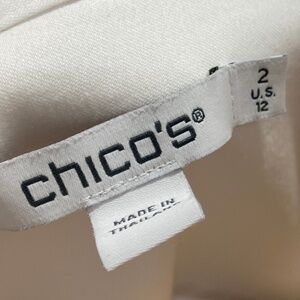 chico's®
2
U.S.
12
MADE IN
THAILAND